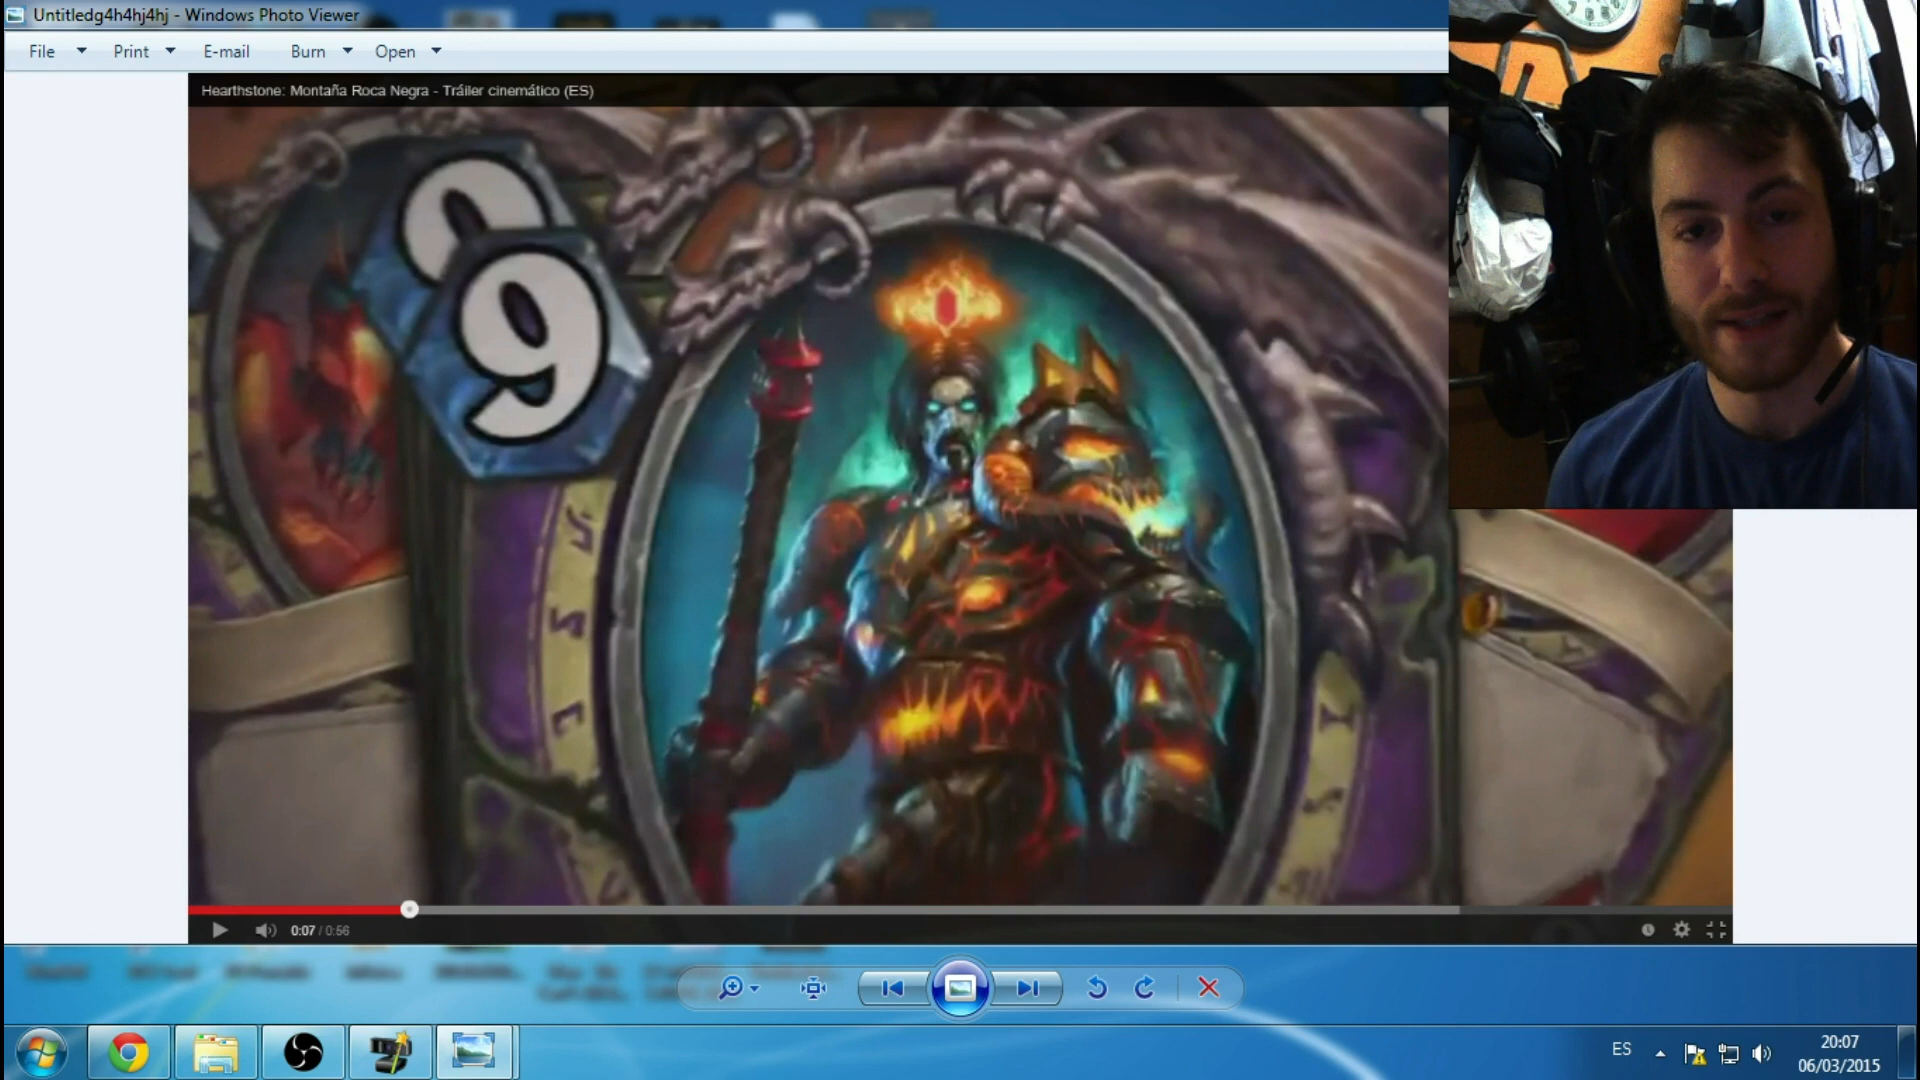 Untitledg4h4hj4hj - Windows Photo Viewer
File Print E-mail Burn Open
Hearthstone: Montaña Roca Negra - Tráiler cinemático (ES)
9
0:07 / 0:56
ES
20:07
06/03/2015